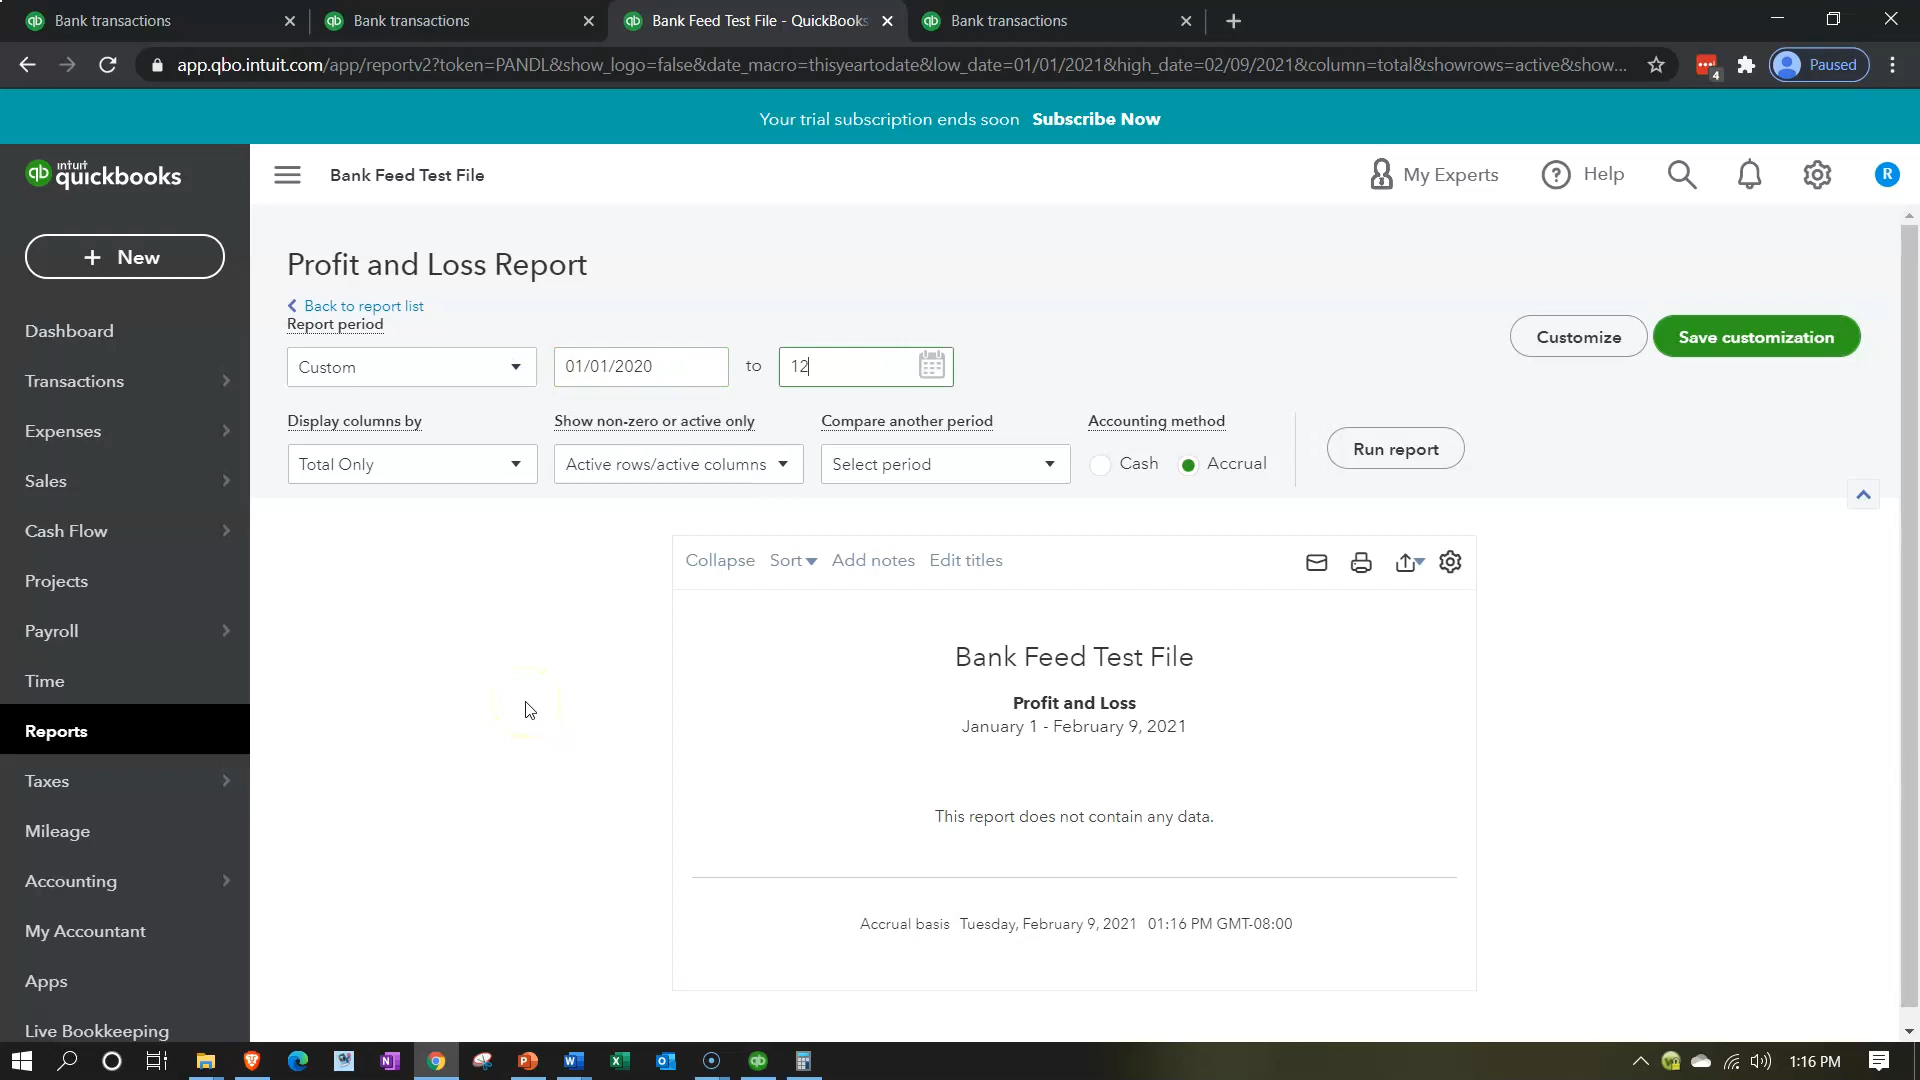 Bank transactions
Bank transactions
Bank Feed Test File - QuickBooks
Bank transactions
app.qbo.intuit.com/app/reportv2?token=PANDL&show_logo=false&date_macro=thisyeartodate&low_date=01/01/2021&high_date=02/09/2021&column=total&showrows=active&show...
4
Paused
Your trial subscription ends soon Subscribe Now
qb intuit quickbooks
Bank Feed Test File
My Experts
Help
R
+ New
Dashboard
Transactions
Expenses
Sales
Cash Flow
Projects
Payroll
Time
Reports
Taxes
Mileage
Accounting
My Accountant
Apps
Live Bookkeeping
Profit and Loss Report
Back to report list
Report period
Custom
01/01/2020
to
12
Customize
Save customization
Display columns by
Show non-zero or active only
Compare another period
Accounting method
Total Only
Active rows/active columns
Select period
Cash
Accrual
Run report
Collapse
Sort
Add notes
Edit titles
Bank Feed Test File
Profit and Loss
January 1 - February 9, 2021
This report does not contain any data.
Accrual basis Tuesday, February 9, 2021 01:16 PM GMT-08:00
1:16 PM